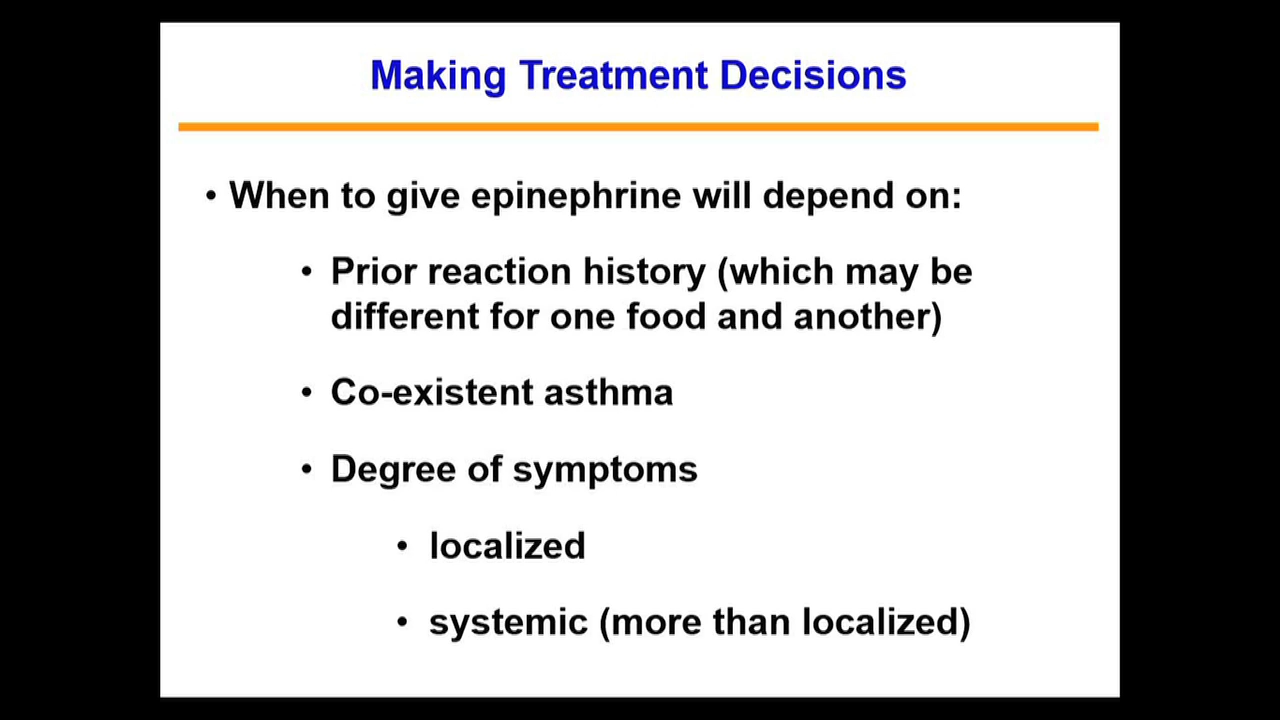 Making Treatment Decisions
• When to give epinephrine will depend on:
• Prior reaction history (which may be
different for one food and another)
• Co-existent asthma
• Degree of symptoms
• localized
• systemic (more than localized)